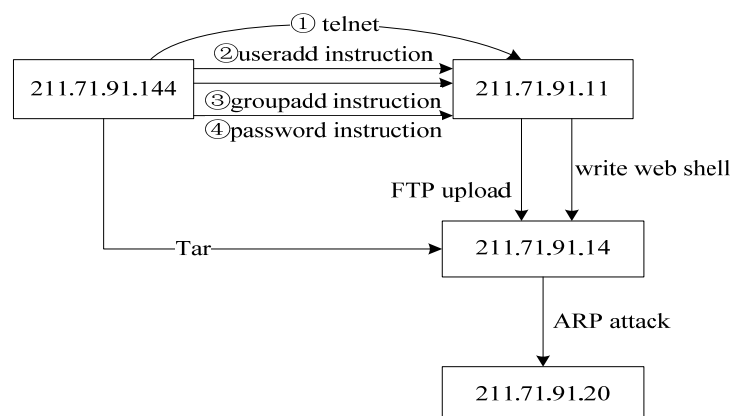 ① telnet
②useradd instruction
211.71.91.144
211.71.91.11
③groupadd instruction
④password instruction
write web shell
FTP upload
Tar
211.71.91.14
ARP attack
211.71.91.20